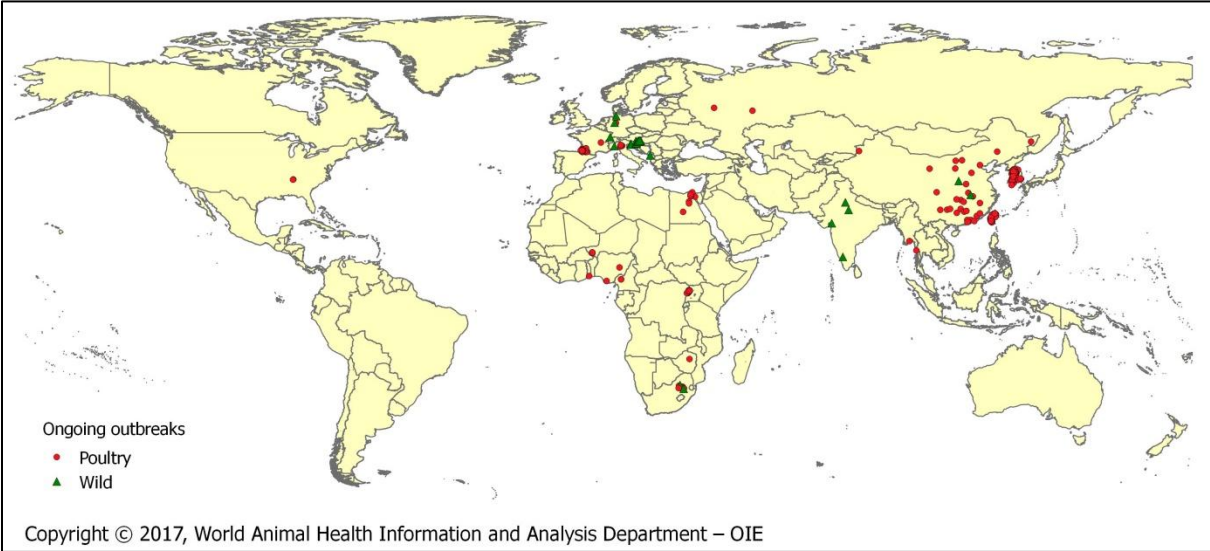 Ongoing outbreaks
Poultry
Wild
Copyright © 2017, World Animal Health Information and Analysis Department – OIE